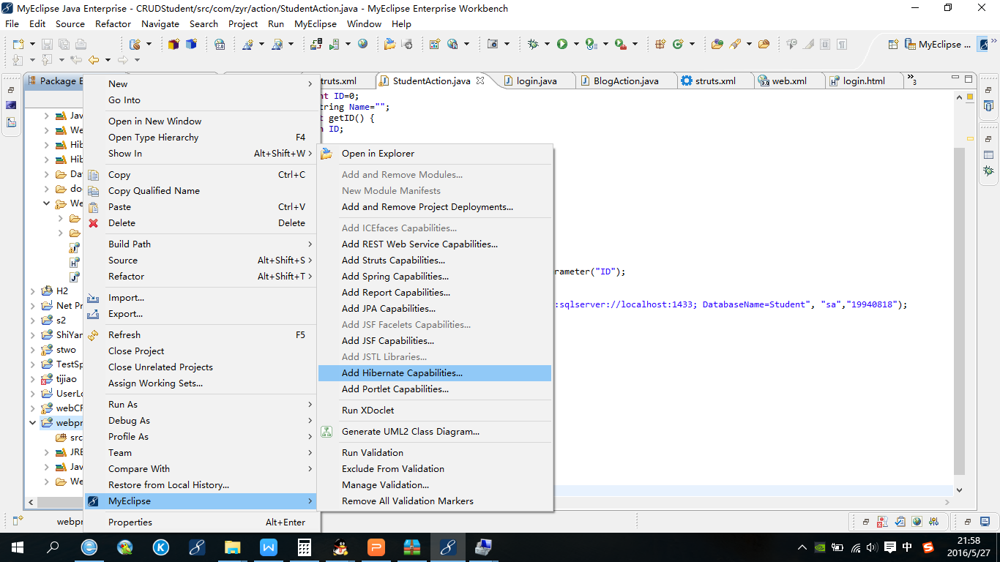 MyEclipse Java Enterprise - CRUDStudent/src/com/zyr/action/StudentAction.java - MyEclipse Enterprise Workbench
File Edit Source Refactor Navigate Search Project Run MyEclipse Window Help
MyEclipse ...
Package E
truts.xml StudentAction.java login.java BlogAction.java struts.xml web.xml login.html »3
nt ID=0;
tring Name="";
t getID() {
n ID;
rameter("ID");
:sqlserver://localhost:1433; DatabaseName=Student", "sa","19940818");
Jav
We
Hib
Hib
Dat
do
We
H2
Net Pr
s2
ShiYan
stwo
TestSp
tijiao
UserLo
webCR
webpr
src
JRE
Jav
We
New
Go Into
Open in New Window
Open Type Hierarchy F4
Show In Alt+Shift+W
Copy Ctrl+C
Copy Qualified Name
Paste Ctrl+V
Delete Delete
Build Path
Source Alt+Shift+S
Refactor Alt+Shift+T
Import...
Export...
Refresh F5
Close Project
Close Unrelated Projects
Assign Working Sets...
Run As
Debug As
Profile As
Team
Compare With
Restore from Local History...
MyEclipse
Properties Alt+Enter
Open in Explorer
Add and Remove Modules...
New Module Manifests
Add and Remove Project Deployments...
Add ICEfaces Capabilities...
Add REST Web Service Capabilities...
Add Struts Capabilities...
Add Spring Capabilities...
Add Report Capabilities...
Add JPA Capabilities...
Add JSF Facelets Capabilities...
Add JSF Capabilities...
Add JSTL Libraries...
Add Hibernate Capabilities...
Add Portlet Capabilities...
Run XDoclet
Generate UML2 Class Diagram...
Run Validation
Exclude From Validation
Manage Validation...
Remove All Validation Markers
webpr
中
21:58
2016/5/27